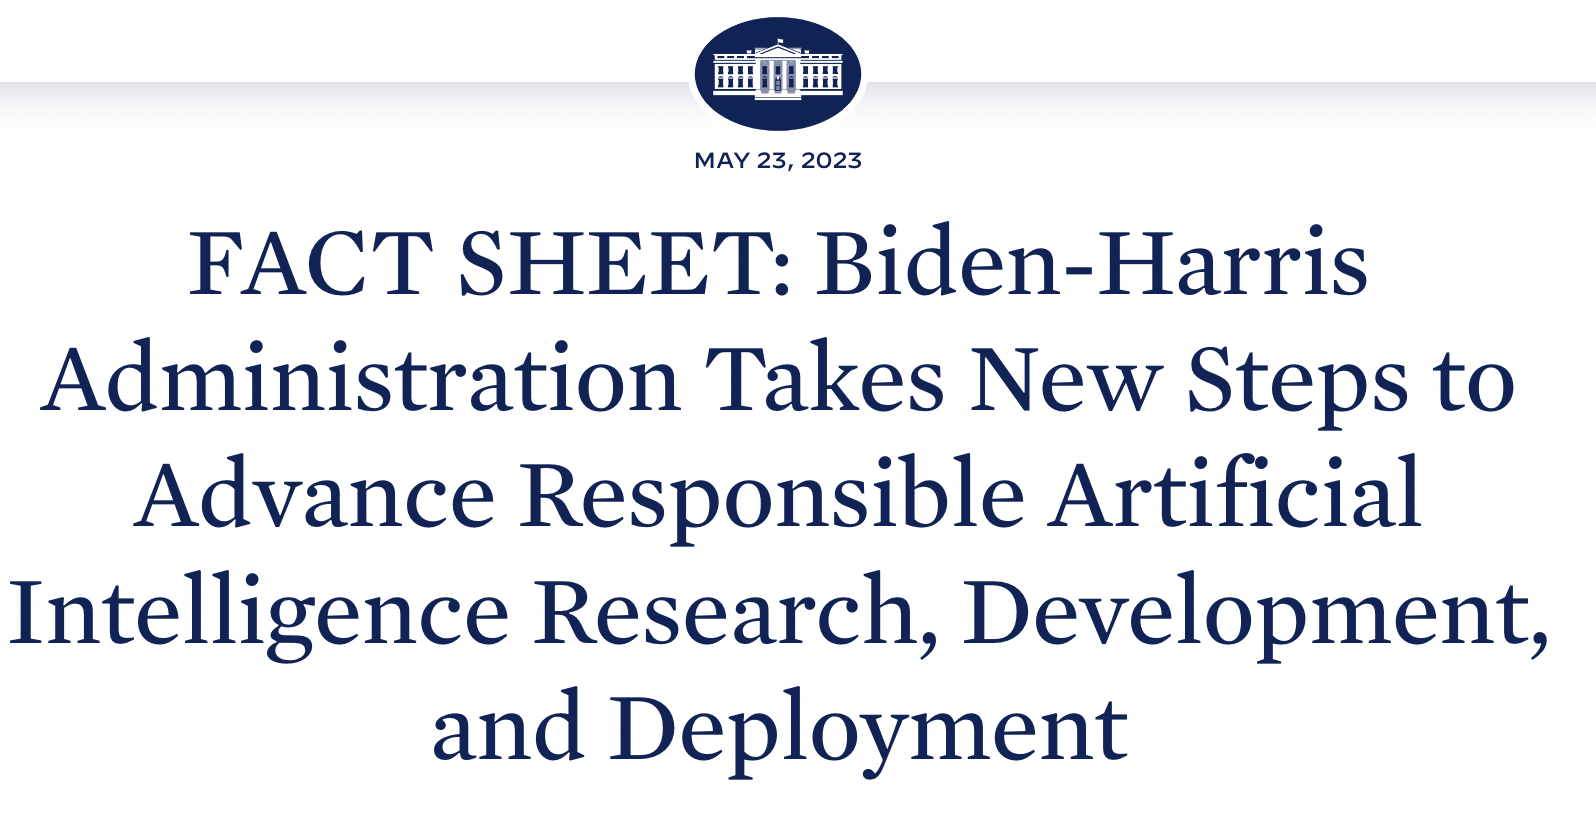 MAY 23, 2023
FACT SHEET: Biden-Harris
Administration Takes New Steps to
Advance Responsible Artificial
Intelligence Research, Development,
and Deployment